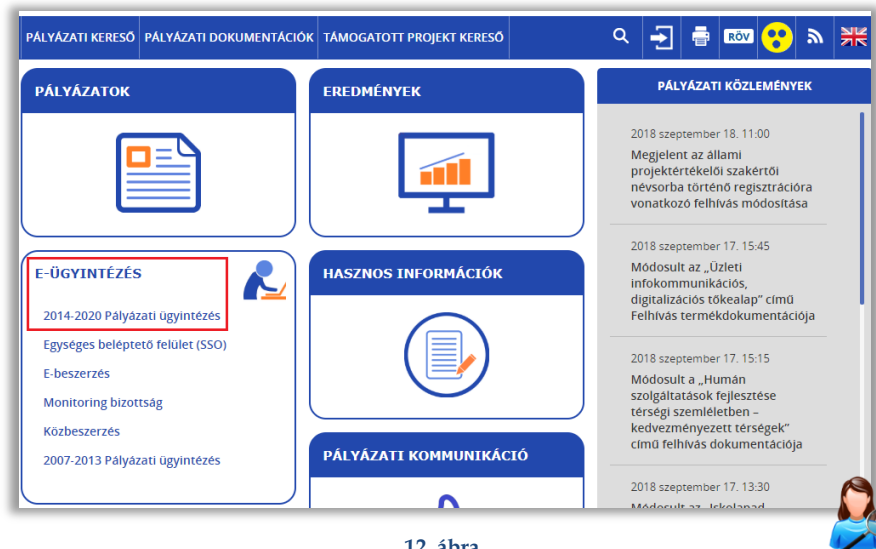 PÁLYÁZATI KERESŐ PÁLYÁZATI DOKUMENTÁCIÓK TÁMOGATOTT PROJEKT KERESŐ RÖV
PÁLYÁZATOK
EREDMÉNYEK
E-ÜGYINTÉZÉS
2014-2020 Pályázati ügyintézés
Egységes beléptető felület (SSO)
E-beszerzés
Monitoring bizottság
Közbeszerzés
2007-2013 Pályázati ügyintézés
HASZNOS INFORMÁCIÓK
PÁLYÁZATI KOMMUNIKÁCIÓ
PÁLYÁZATI KÖZLEMÉNYEK
2018 szeptember 18. 11:00
Megjelent az állami
projektértékelői szakértői
névsorba történő regisztrációra
vonatkozó felhívás módosítása
2018 szeptember 17. 15:45
Módosult az „Üzleti
infokommunikációs,
digitalizációs tőkealap” című
Felhívás termékdokumentációja
2018 szeptember 17. 15:15
Módosult a „Humán
szolgáltatások fejlesztése
térségi szemléletben –
kedvezményezett térségek”
című felhívás dokumentációja
2018 szeptember 17. 13:30
Módosult az „Iskolapad
12. ábra